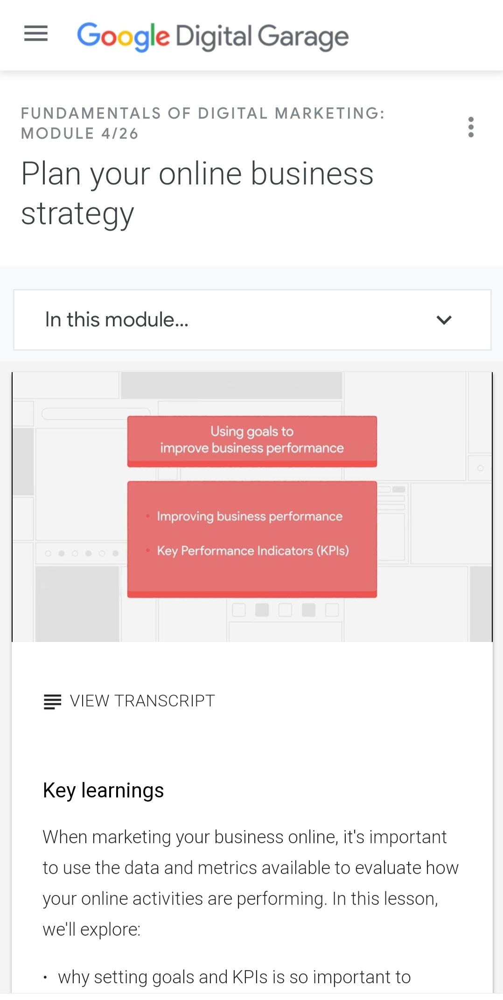 Google Digital Garage
FUNDAMENTALS OF DIGITAL MARKETING:
MODULE 4/26
Plan your online business
strategy
In this module...
Using goals to
improve business performance
• Improving business performance
• Key Performance Indicators (KPIs)
VIEW TRANSCRIPT
Key learnings
When marketing your business online, it's important
to use the data and metrics available to evaluate how
your online activities are performing. In this lesson,
we'll explore:
• why setting goals and KPIs is so important to